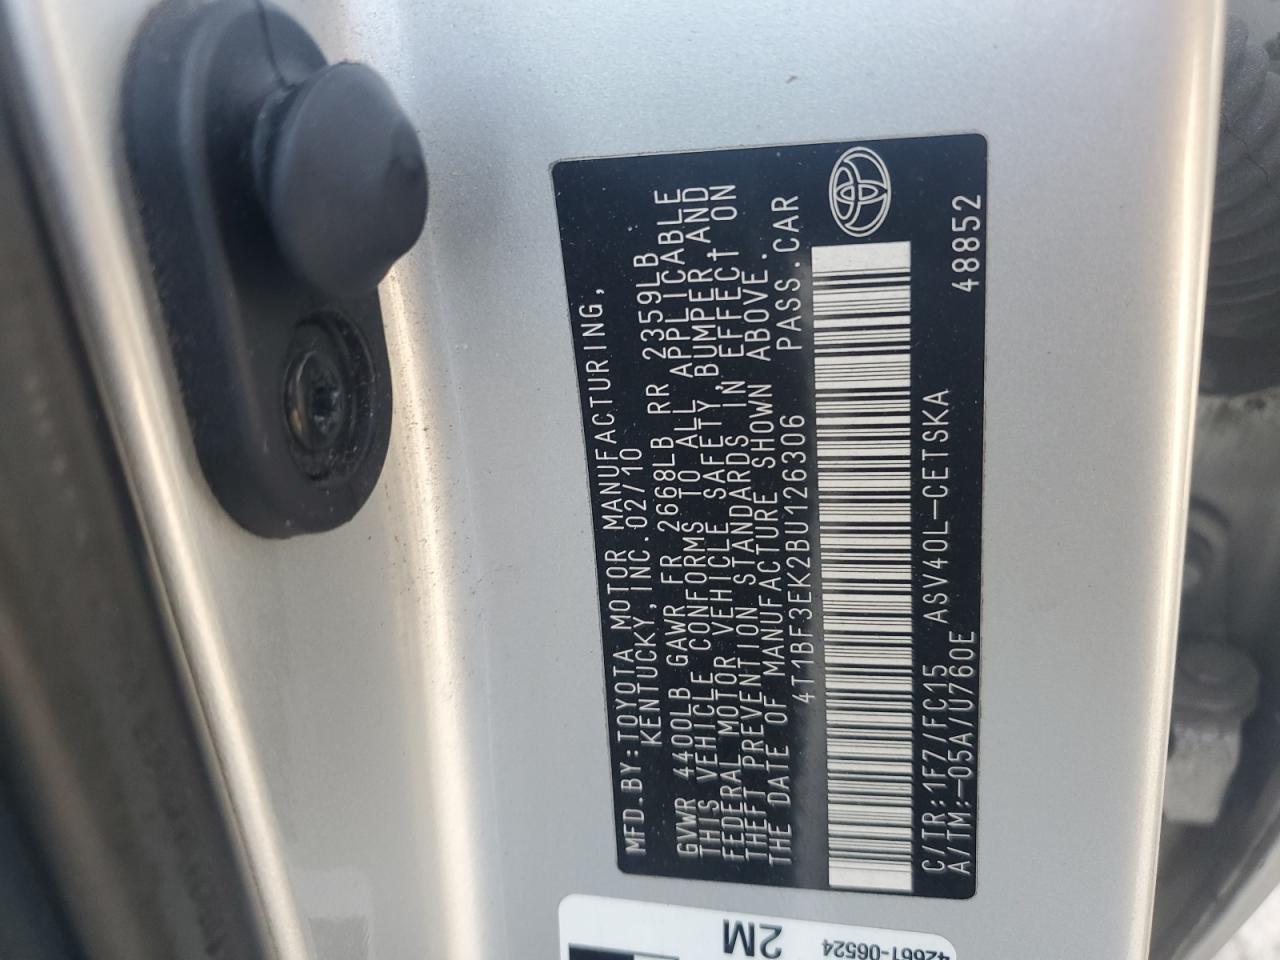 MFD.BY:TOYOTA MOTOR MANUFACTURING,
KENTUCKY,INC.02/10
GVWR 4400LB GAWR FR 2668LB RR 2359LB
THIS VEHICLE CONFORMS TO ALL APPLICABLE
FEDERAL MOTOR VEHICLE SAFETY,BUMPER,AND
THEFT PREVENTION STANDARDS IN EFFECT ON
THE DATE OF MANUFACTURE SHOWN ABOVE.
4T1BF3EK2BU126306 PASS.CAR
C/TR:1F7/FC15 ASV40L-CETSKA 48852
A/TM:-05A/U760E
2M
42661-06524